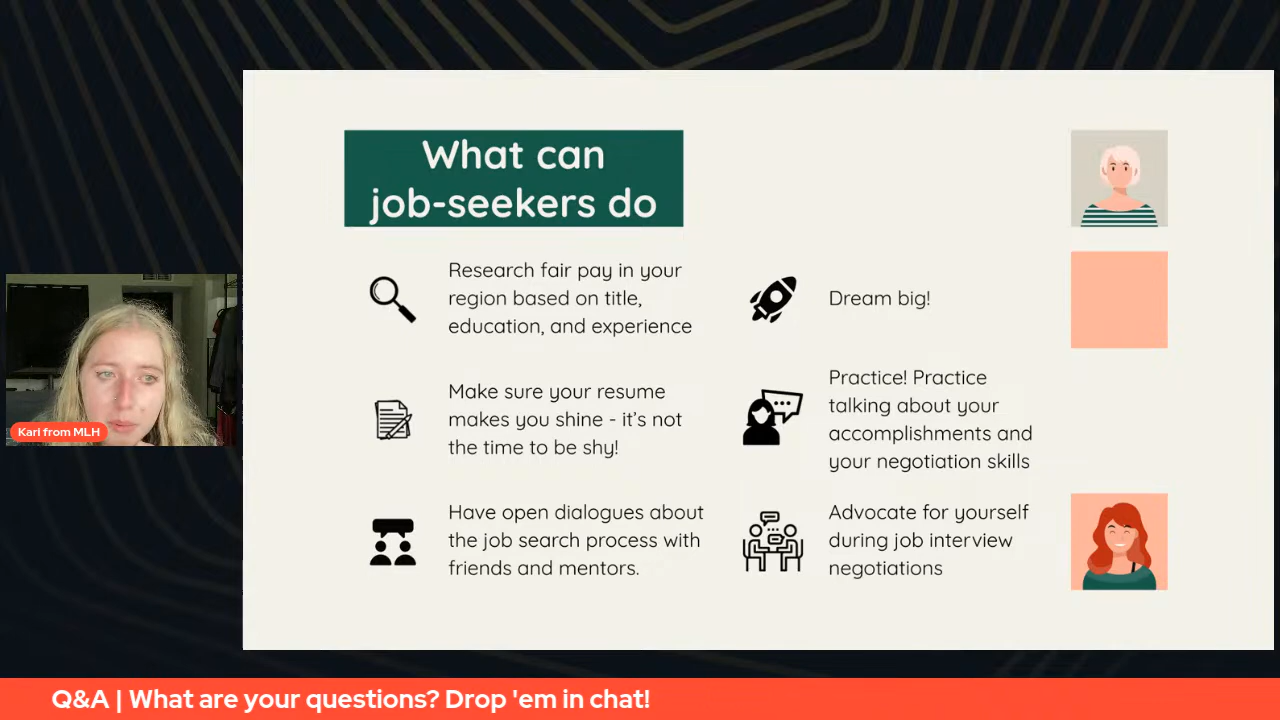 What can
job-seekers do
Research fair pay in your
region based on title,
education, and experience
Dream big!
Make sure your resume
makes you shine - it's not
the time to be shy!
Practice! Practice
talking about your
accomplishments and
your negotiation skills
Have open dialogues about
the job search process with
friends and mentors.
Advocate for yourself
during job interview
negotiations
Kari from MLH
Q&A | What are your questions? Drop 'em in chat!